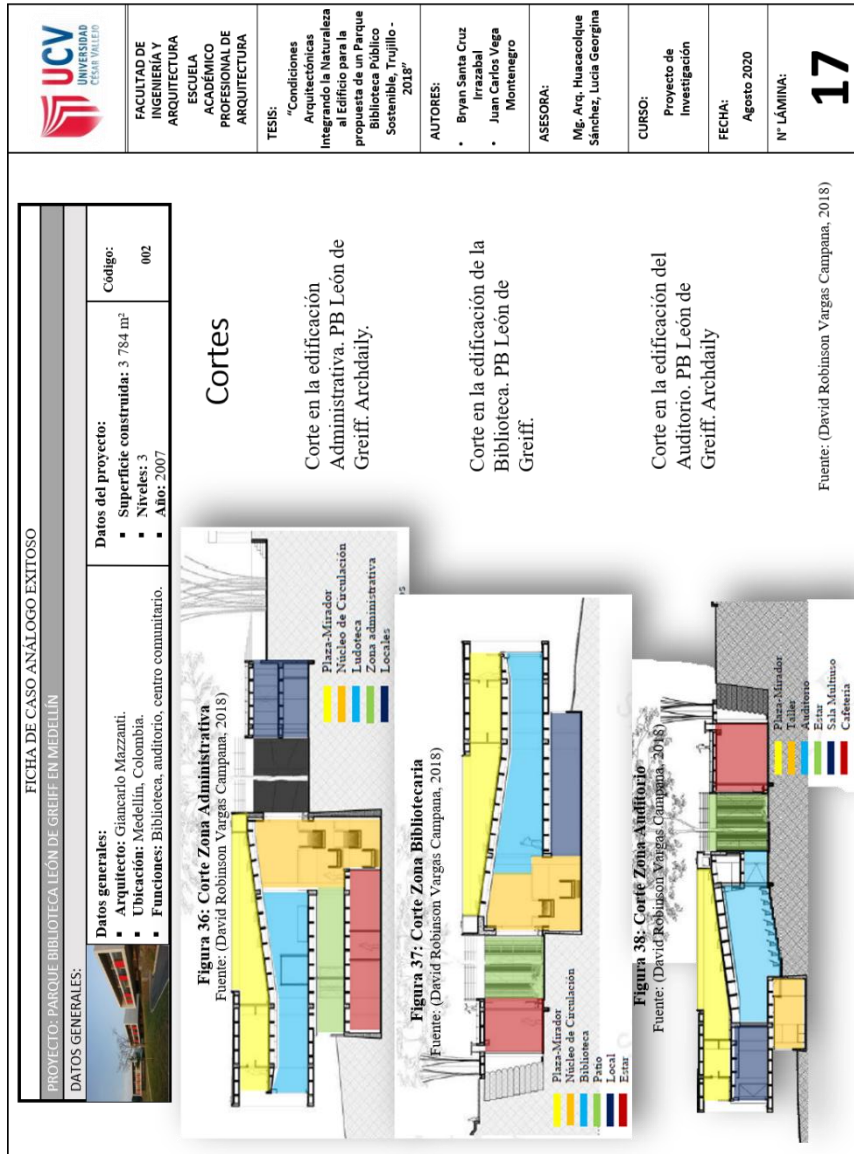 FICHA DE CASO ANÁLOGO EXITOSO
PROYECTO: PARQUE BIBLIOTECA LEÓN DE GREIFF EN MEDELLÍN
DATOS GENERALES:
Datos generales:
▪ Arquitecto: Giancarlo Mazzanti.
▪ Ubicación: Medellín, Colombia.
▪ Funciones: Biblioteca, auditorio, centro comunitario.
Datos del proyecto:
▪ Superficie construida: 3 784 m²
▪ Niveles: 3
▪ Año: 2007
Código:
002
Figura 36: Corte Zona Administrativa
Fuente: (David Robinson Vargas Campana, 2018)
Plaza-Mirador
Núcleo de Circulación
Ludoteca
Zona administrativa
Locales
Figura 37: Corte Zona Bibliotecaria
Fuente: (David Robinson Vargas Campana, 2018)
Plaza-Mirador
Núcleo de Circulación
Biblioteca
Patio
Local
Estar
Figura 38: Corte Zona Auditorio
Fuente: (David Robinson Vargas Campana, 2018)
Plaza-Mirador
Taller
Auditorio
Estar
Sala Multiuso
Cafetería
Cortes
Corte en la edificación
Administrativa. PB León de
Greiff. Archdaily.
Corte en la edificación de la
Biblioteca. PB León de
Greiff.
Corte en la edificación del
Auditorio. PB León de
Greiff. Archdaily
Fuente: (David Robinson Vargas Campana, 2018)
UCV
UNIVERSIDAD
CÉSAR VALLEJO
FACULTAD DE
INGENIERÍA Y
ARQUITECTURA
ESCUELA
ACADÉMICO
PROFESIONAL DE
ARQUITECTURA
TESIS:
"Condiciones
Arquitectónicas
Integrando la Naturaleza
al Edificio para la
propuesta de un Parque
Biblioteca Público
Sostenible, Trujillo -
2018"
AUTORES:
• Bryan Santa Cruz
Irrazabal
• Juan Carlos Vega
Montenegro
ASESORA:
Mg. Arq. Huacacolque
Sánchez, Lucia Georgina
CURSO:
Proyecto de
Investigación
FECHA:
Agosto 2020
N° LÁMINA:
17